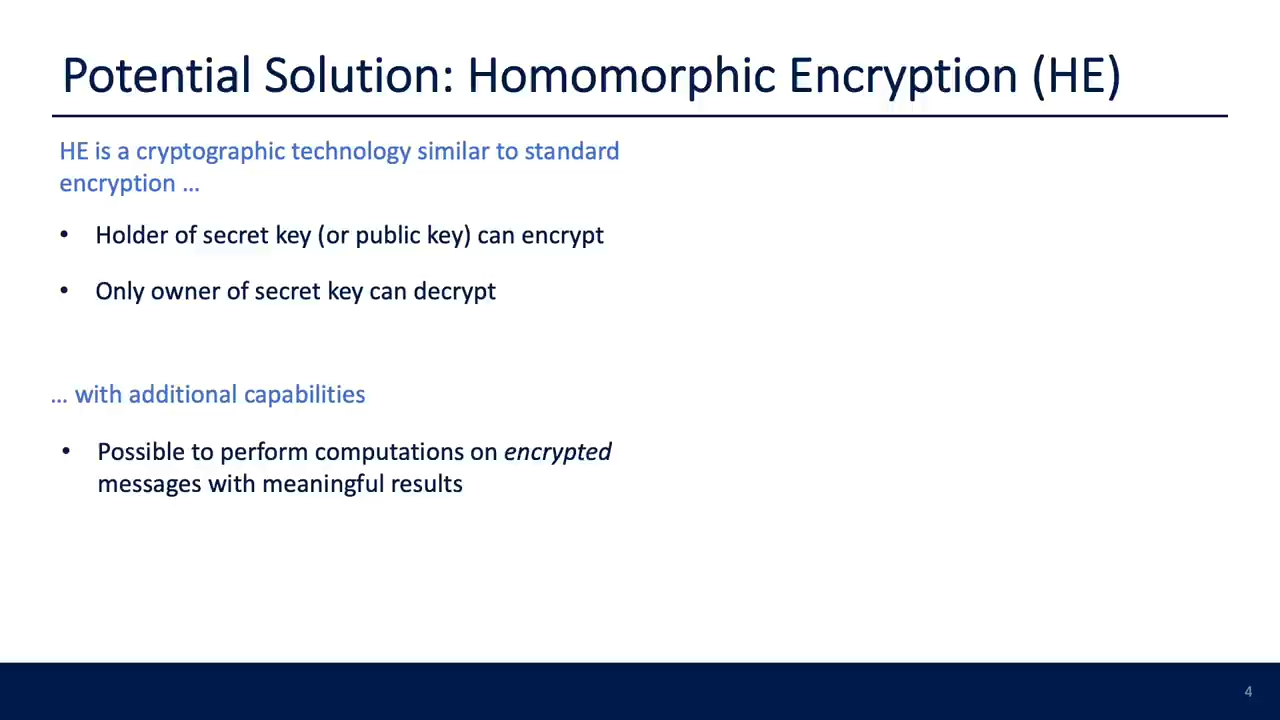 Potential Solution: Homomorphic Encryption (HE)
HE is a cryptographic technology similar to standard
encryption …
• Holder of secret key (or public key) can encrypt
• Only owner of secret key can decrypt
… with additional capabilities
• Possible to perform computations on encrypted
messages with meaningful results
4